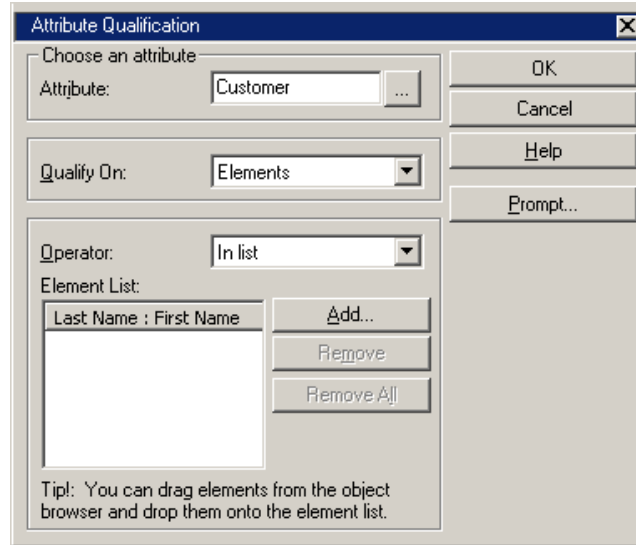 Attribute Qualification
Choose an attribute
Attribute:
Customer
...
OK
Cancel
Help
Prompt...
Qualify On:
Elements
Operator:
In list
Element List:
Last Name : First Name
Add...
Remove
Remove All
Tip!: You can drag elements from the object
browser and drop them onto the element list.